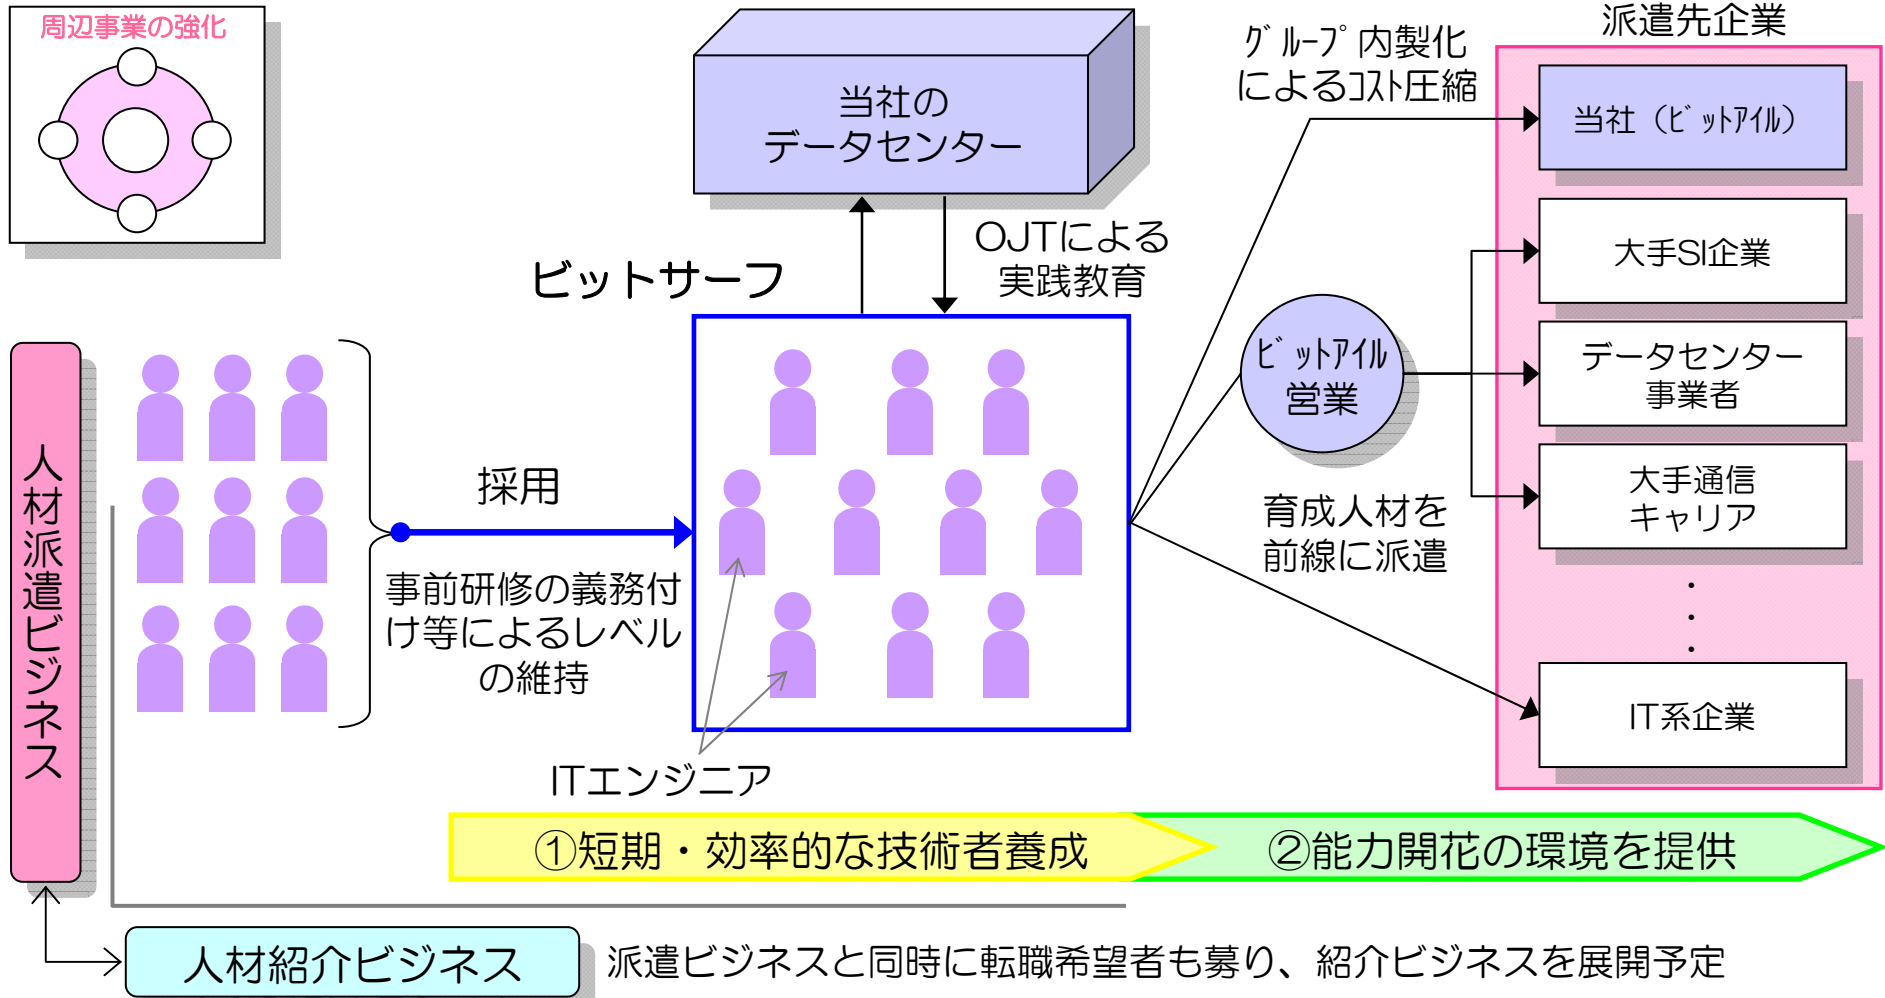 周辺事業の強化
当社の
データセンター
OJTによる
実践教育
ビットサーフ
グループ内製化
によるコスト圧縮
派遣先企業
当社（ビットアイル）
大手SI企業
データセンター
事業者
大手通信
キャリア
・
・
・
IT系企業
ビットアイル
営業
育成人材を
前線に派遣
人材派遣ビジネス
採用
事前研修の義務付
け等によるレベル
の維持
ITエンジニア
①短期・効率的な技術者養成
②能力開花の環境を提供
人材紹介ビジネス
派遣ビジネスと同時に転職希望者も募り、紹介ビジネスを展開予定